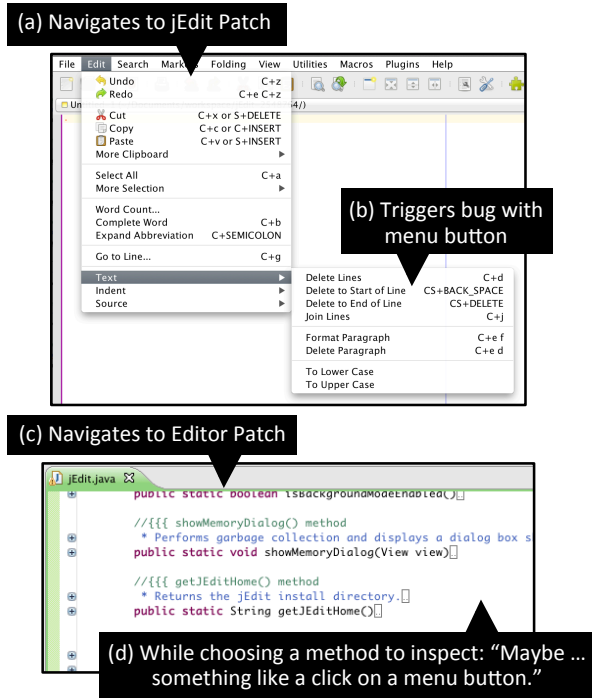 (a) Navigates to jEdit Patch
File Edit Search Markers Folding View Utilities Macros Plugins Help
Undo C+z
Redo C+e C+z
Un 54/)
Cut C+x or S+DELETE
Copy C+c or C+INSERT
Paste C+v or S+INSERT
More Clipboard
Select All C+a
More Selection
Word Count...
Complete Word C+b
Expand Abbreviation C+SEMICOLON
Go to Line... C+g
Text
Indent
Source
(b) Triggers bug with
menu button
Delete Lines C+d
Delete to Start of Line CS+BACK_SPACE
Delete to End of Line CS+DELETE
Join Lines C+j
Format Paragraph C+e f
Delete Paragraph C+e d
To Lower Case
To Upper Case
(c) Navigates to Editor Patch
jEdit.java
public static boolean isBackgroundModeEnabled()
//{{{ showMemoryDialog() method
* Performs garbage collection and displays a dialog box s
public static void showMemoryDialog(View view)
//{{{ getJEditHome() method
* Returns the jEdit install directory.
public static String getJEditHome()
(d) While choosing a method to inspect: “Maybe ...
something like a click on a menu button.”